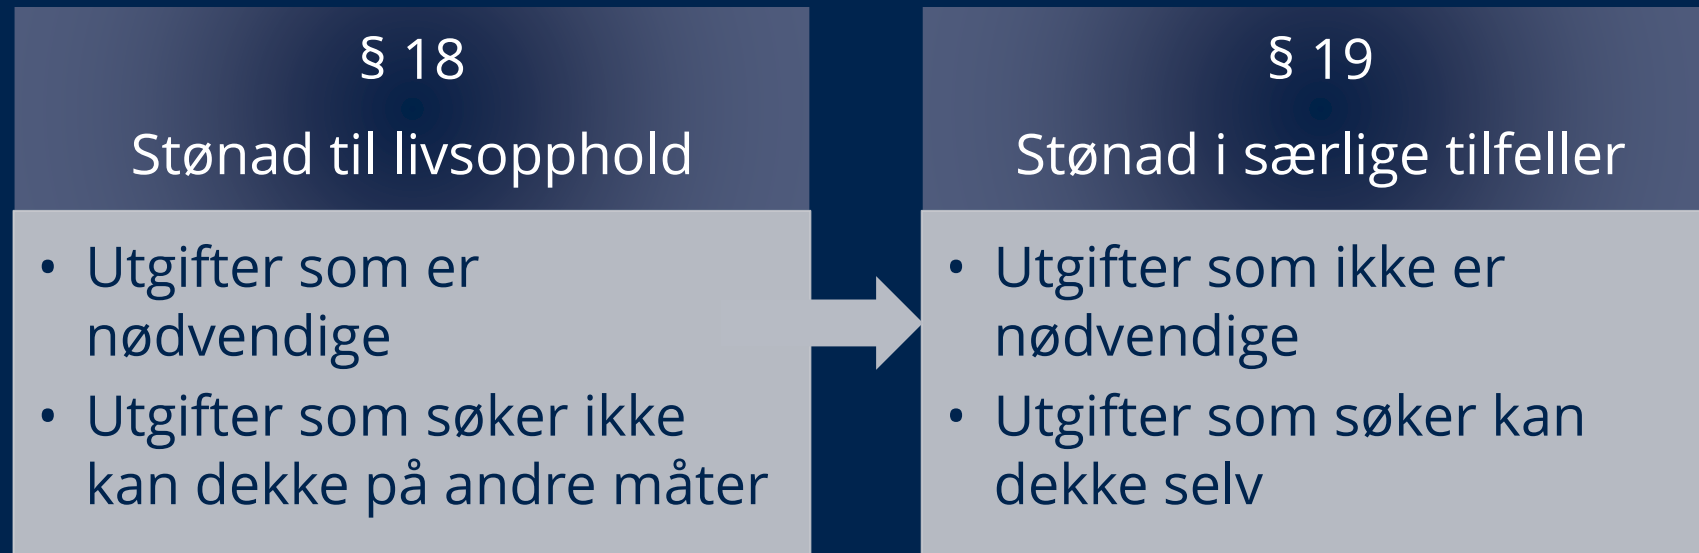 § 18
Stønad til livsopphold
• Utgifter som er
nødvendige
• Utgifter som søker ikke
kan dekke på andre måter
§ 19
Stønad i særlige tilfeller
• Utgifter som ikke er
nødvendige
• Utgifter som søker kan
dekke selv